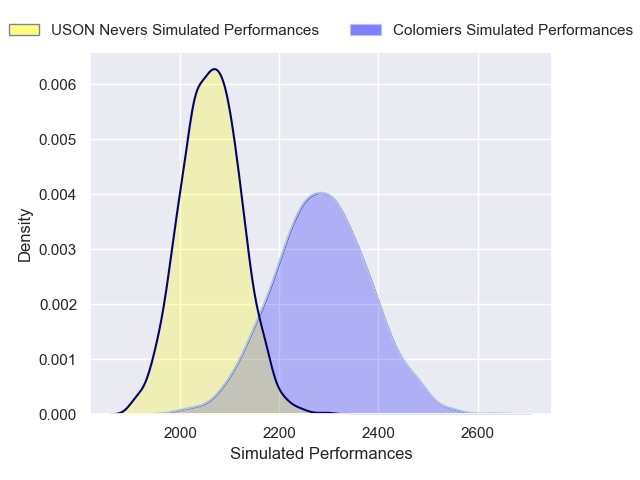 USON Nevers Simulated Performances
Colomiers Simulated Performances
0.006
0.005
0.004
0.003
0.002
0.001
0.000
Density
2000
2200
2400
2600
Simulated Performances